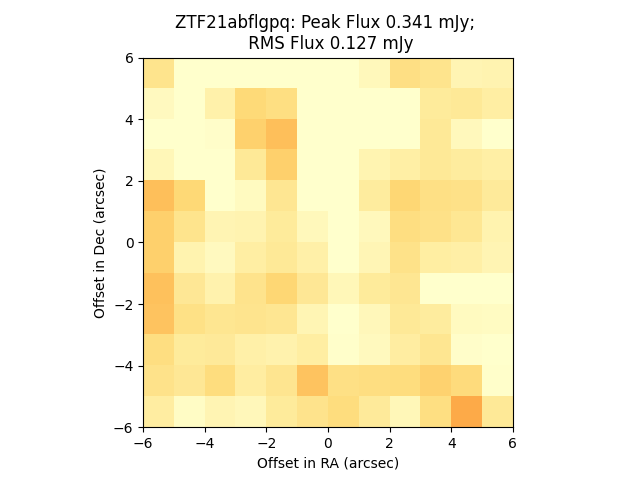 ZTF21abflgpq: Peak Flux 0.341 mJy;
RMS Flux 0.127 mJy
6
4
2
0
−2
−4
−6
Offset in Dec (arcsec)
−6 −4 −2 0 2 4 6
Offset in RA (arcsec)